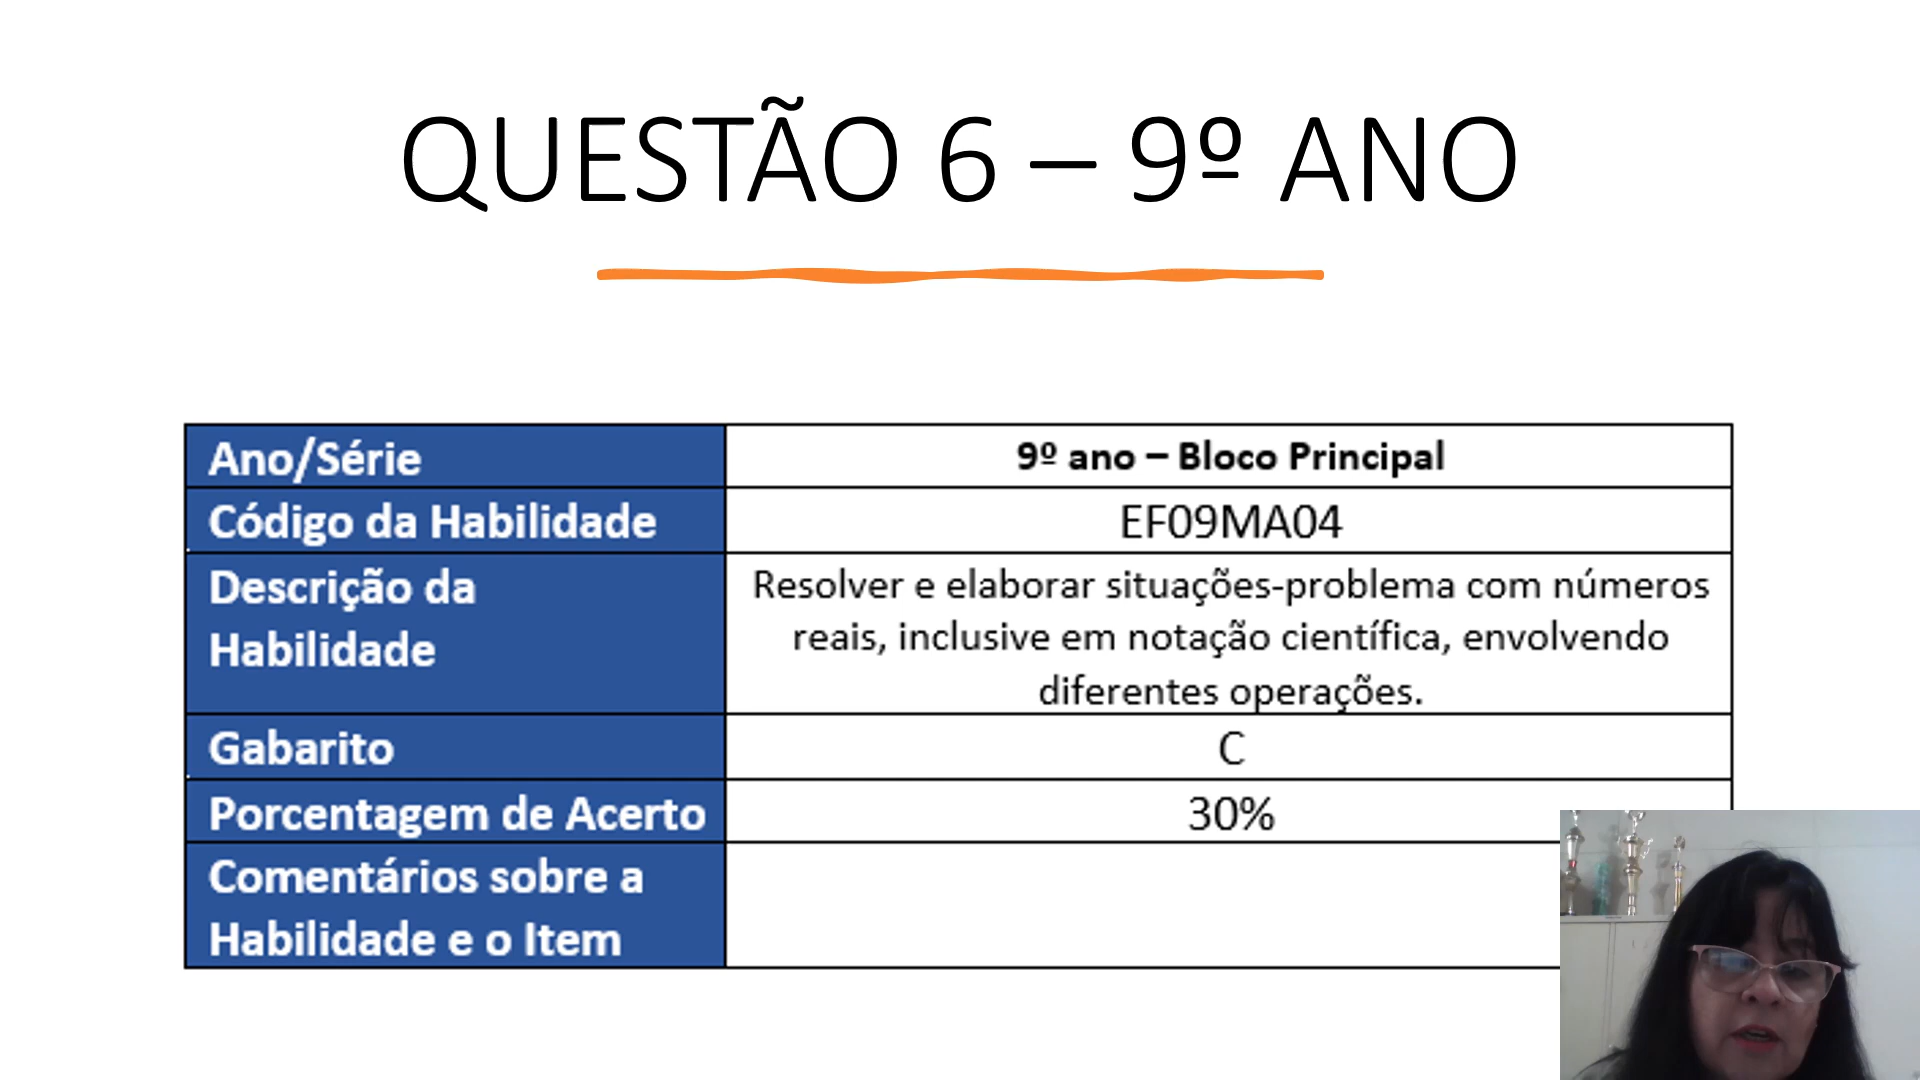 QUESTÃO 6 – 9º ANO
Ano/Série
9º ano – Bloco Principal
Código da Habilidade
EF09MA04
Descrição da
Habilidade
Resolver e elaborar situações-problema com números
reais, inclusive em notação científica, envolvendo
diferentes operações.
Gabarito
C
Porcentagem de Acerto
30%
Comentários sobre a
Habilidade e o Item